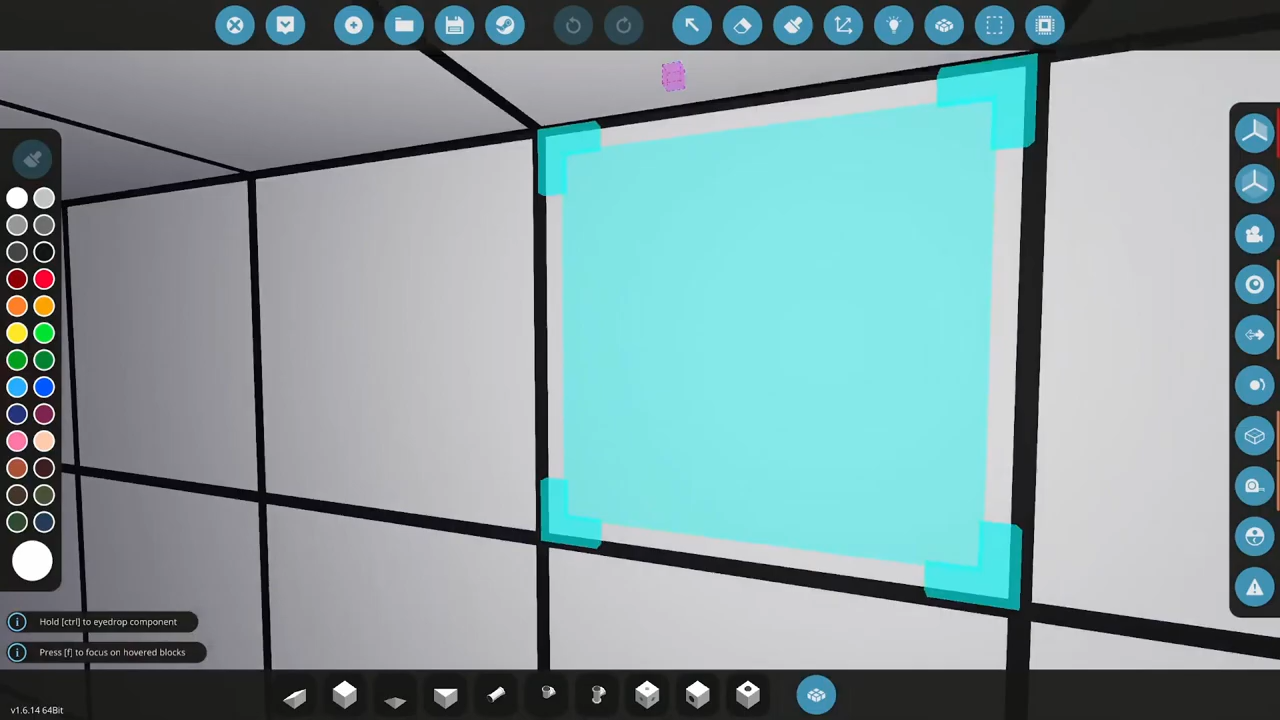 Hold [ctrl] to eyedrop component
Press [f] to focus on hovered blocks
v1.6.14 64Bit